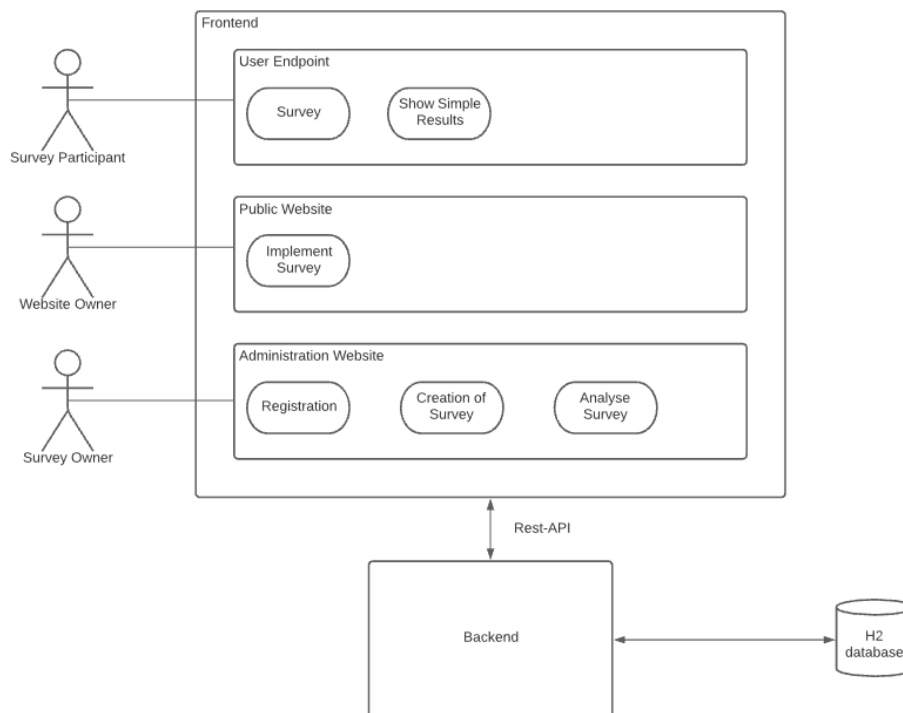 Frontend
User Endpoint
Survey
Show Simple
Results
Survey Participant
Public Website
Implement
Survey
Website Owner
Administration Website
Registration
Creation of
Survey
Analyse
Survey
Survey Owner
Rest-API
Backend
H2
database